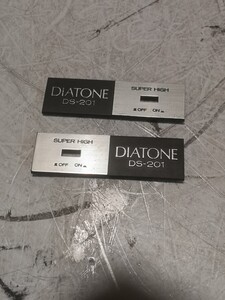 DIATONE
DS-201
SUPER HIGH
OFF ON
SUPER HIGH
OFF ON
DIATONE
DS-201